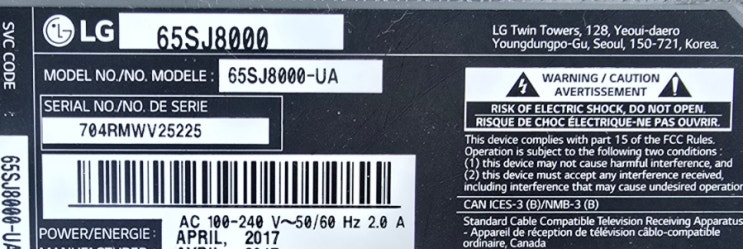 SVC CODE
65SJ8000-UA
LG 65SJ8000
MODEL NO./NO. MODELE : 65SJ8000-UA
SERIAL NO./NO DE SERIE
704RMWV25225
POWER/ENERGIE: AC 100-240 V~50/60 Hz 2.0 A
APRIL, 2017
LG Twin Towers, 128, Yeoui-daero
Youngdungpo-Gu, Seoul, 150-721, Korea.
WARNING / CAUTION
AVERTISSEMENT
RISK OF ELECTRIC SHOCK, DO NOT OPEN.
RISQUE DE CHOC ÉLECTRIQUE-NE PAS OUVRIR.
This device complies with part 15 of the FCC Rules.
Operation is subject to the following two conditions :
(1) this device may not cause harmful interference, and
(2) this device must accept any interference received,
including interference that may cause undesired operation
CAN ICES-3 (B)/NMB-3 (B)
Standard Cable Compatible Television Receiving Apparatus
- Appareil de réception de télévision câblo-compatible
ordinaire, Canada